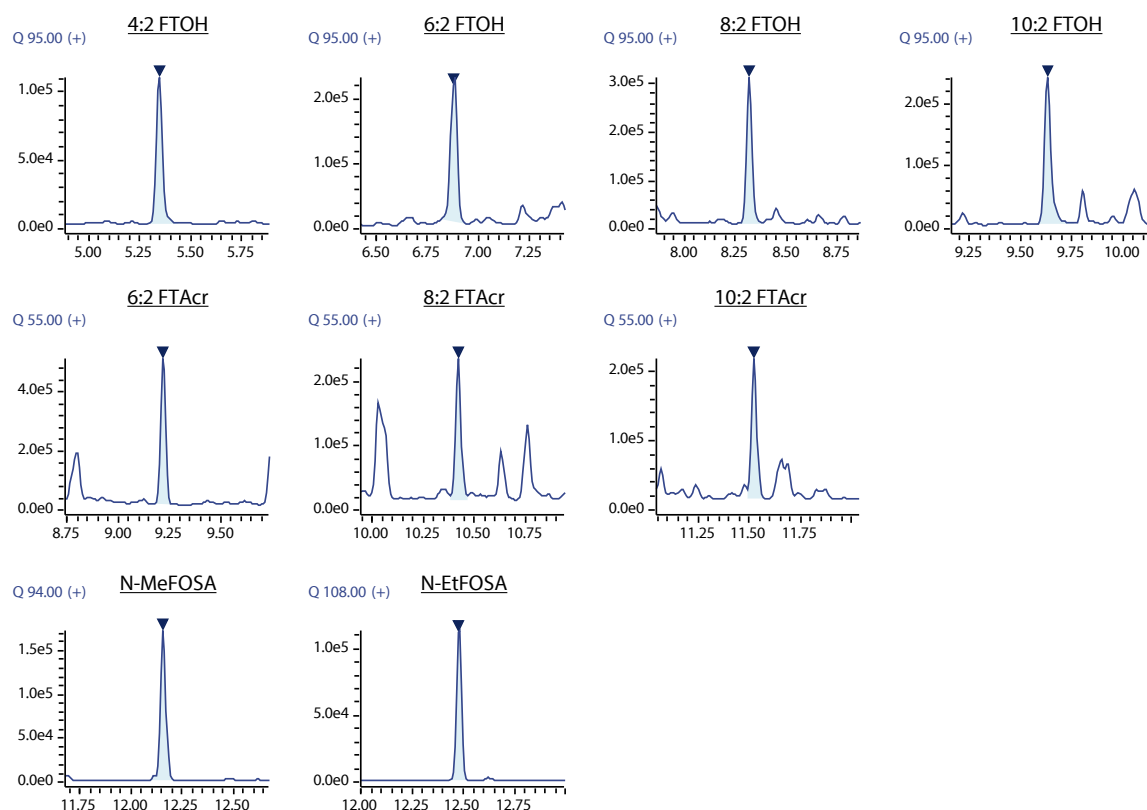 4:2 FTOH
Q 95.00 (+)
1.0e5
5.0e4
0.0e0
5.00 5.25 5.50 5.75
6:2 FTOH
Q 95.00 (+)
2.0e5
1.0e5
0.0e0
6.50 6.75 7.00 7.25
8:2 FTOH
Q 95.00 (+)
3.0e5
2.0e5
1.0e5
0.0e0
8.00 8.25 8.50 8.75
10:2 FTOH
Q 95.00 (+)
2.0e5
1.0e5
0.0e0
9.25 9.50 9.75 10.00
6:2 FTAcr
Q 55.00 (+)
4.0e5
2.0e5
0.0e0
8.75 9.00 9.25 9.50
8:2 FTAcr
Q 55.00 (+)
2.0e5
1.0e5
0.0e0
10.00 10.25 10.50 10.75
10:2 FTAcr
Q 55.00 (+)
2.0e5
1.0e5
0.0e0
11.25 11.50 11.75
N-MeFOSA
Q 94.00 (+)
1.5e5
1.0e5
5.0e4
0.0e0
11.75 12.00 12.25 12.50
N-EtFOSA
Q 108.00 (+)
1.0e5
5.0e4
0.0e0
12.00 12.25 12.50 12.75